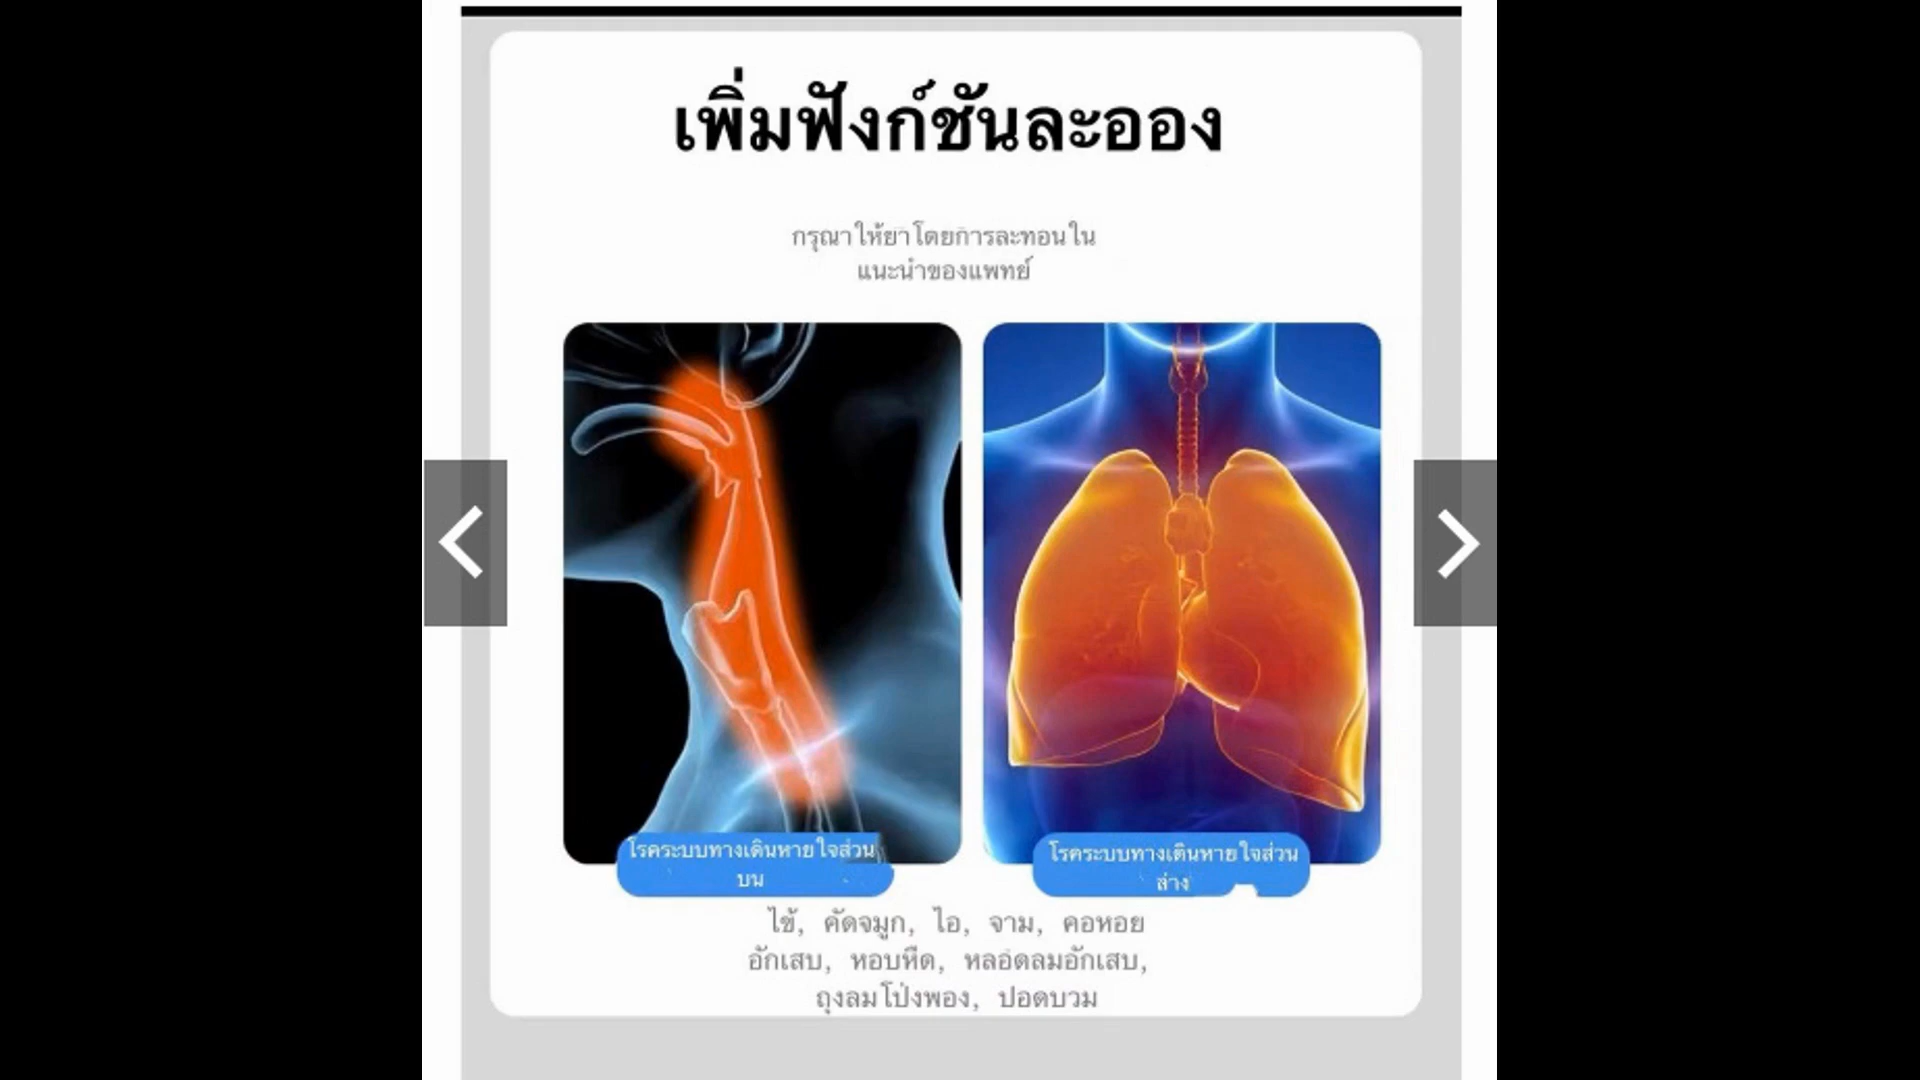 เพิ่มฟังก์ชันละออง
กรุณาให้ยาโดยการละทอนใน
แนะนำของแพทย์
โรคระบบทางเดินหายใจส่วน
บน
โรคระบบทางเดินหายใจส่วน
ล่าง
ไข้, คัดจมูก, ไอ, จาม, คอหอย
อักเสบ, หอบหืด, หลอดลมอักเสบ,
ถุงลมโป่งพอง, ปอดบวม